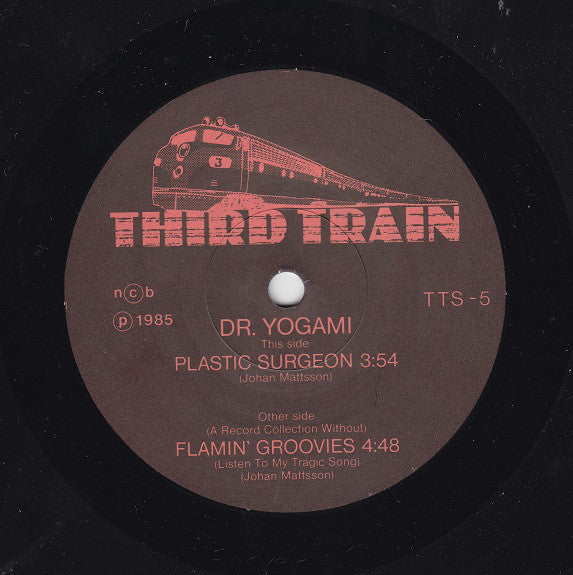 3
THIRD TRAIN
n©b
TTS-5
℗ 1985
DR. YOGAMI
This side
PLASTIC SURGEON 3:54
(Johan Mattsson)
Other side
(A Record Collection Without)
FLAMIN' GROOVIES 4:48
(Listen To My Tragic Song)
(Johan Mattsson)